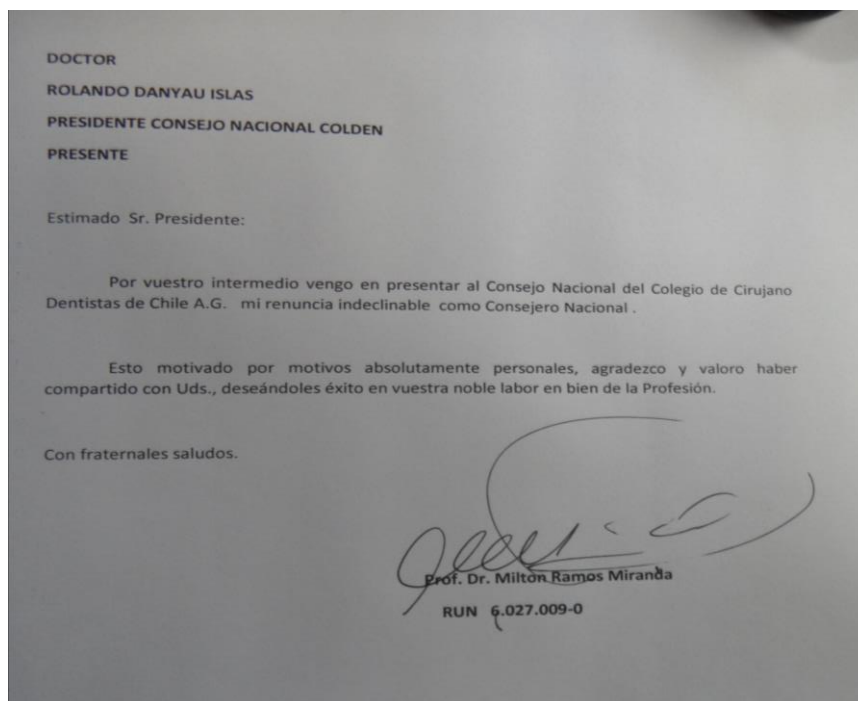 DOCTOR
ROLANDO DANYAU ISLAS
PRESIDENTE CONSEJO NACIONAL COLDEN
PRESENTE
Estimado Sr. Presidente:
Por vuestro intermedio vengo en presentar al Consejo Nacional del Colegio de Cirujano
Dentistas de Chile A.G. mi renuncia indeclinable como Consejero Nacional .
Esto motivado por motivos absolutamente personales, agradezco y valoro haber
compartido con Uds., deseándoles éxito en vuestra noble labor en bien de la Profesión.
Con fraternales saludos.
Prof. Dr. Milton Ramos Miranda
RUN 6.027.009-0